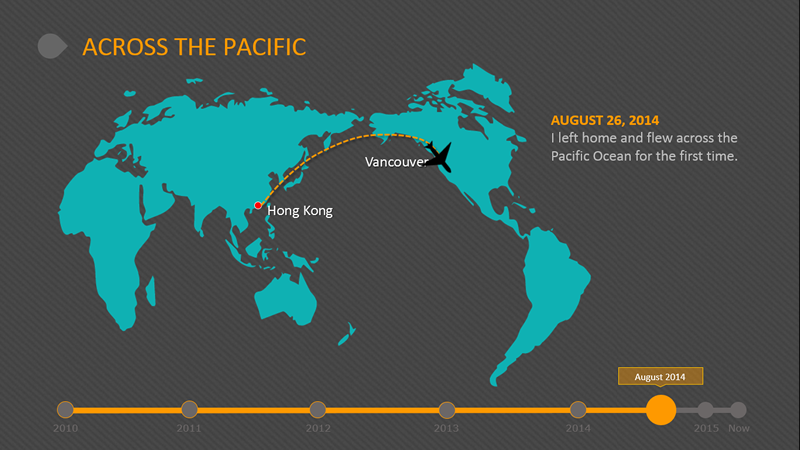 ACROSS THE PACIFIC
AUGUST 26, 2014
I left home and flew across the
Pacific Ocean for the first time.
Vancouver
Hong Kong
August 2014
2010 2011 2012 2013 2014 2015 Now